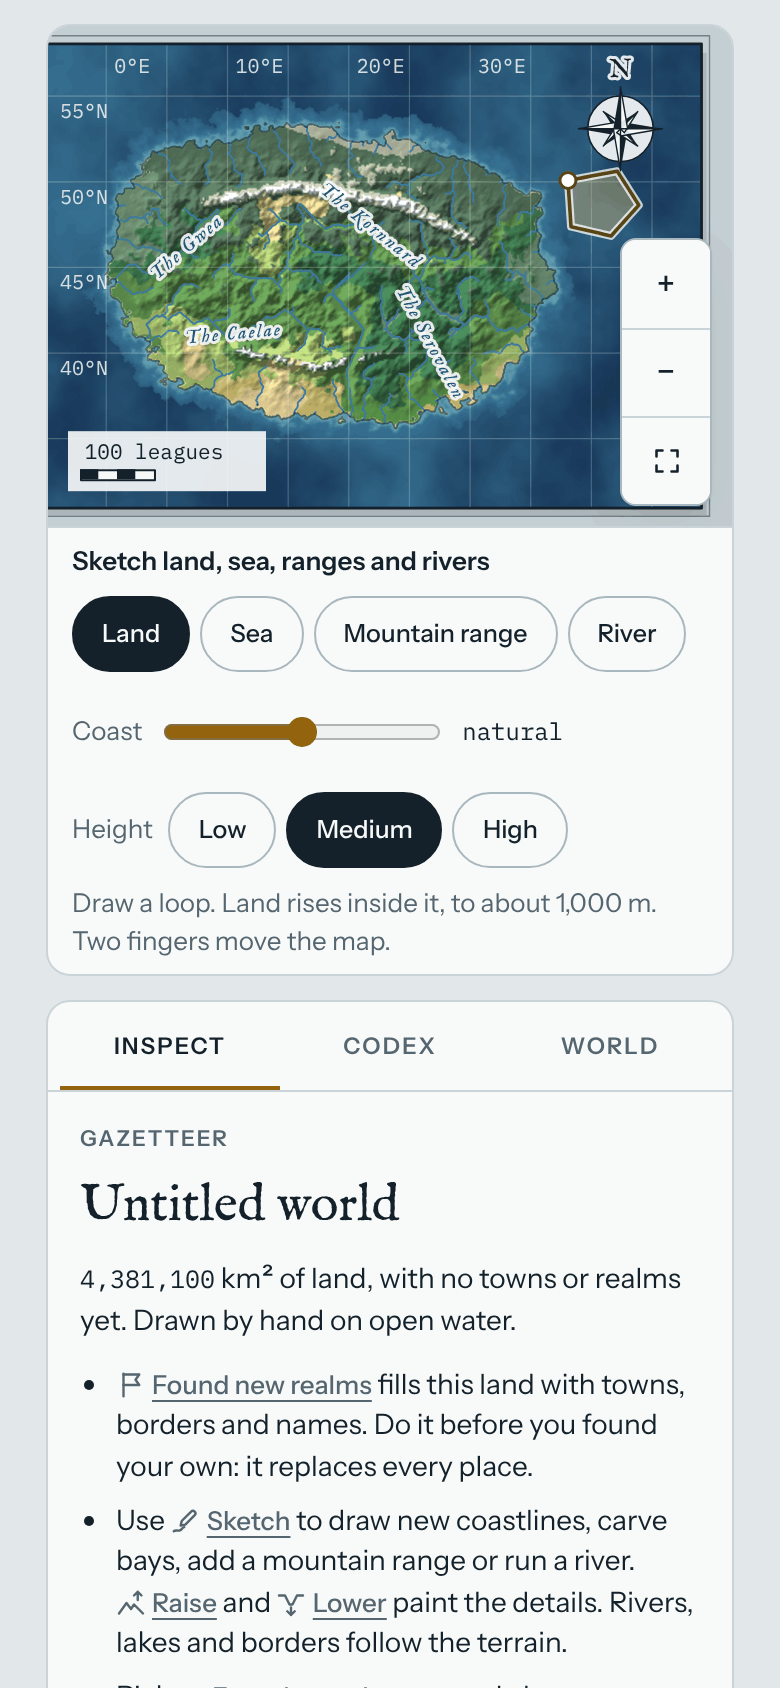 0°E 10°E 20°E 30°E N
55°N
50°N
45°N
40°N
The Gwea
The Kornnard
The Serovalen
The Caelae
100 leagues
+
−
Sketch land, sea, ranges and rivers
Land Sea Mountain range River
Coast natural
Height Low Medium High
Draw a loop. Land rises inside it, to about 1,000 m.
Two fingers move the map.
INSPECT CODEX WORLD
GAZETTEER
Untitled world
4,381,100 km² of land, with no towns or realms
yet. Drawn by hand on open water.
• Found new realms fills this land with towns,
borders and names. Do it before you found
your own: it replaces every place.
• Use Sketch to draw new coastlines, carve
bays, add a mountain range or run a river.
Raise and Lower paint the details. Rivers,
lakes and borders follow the terrain.